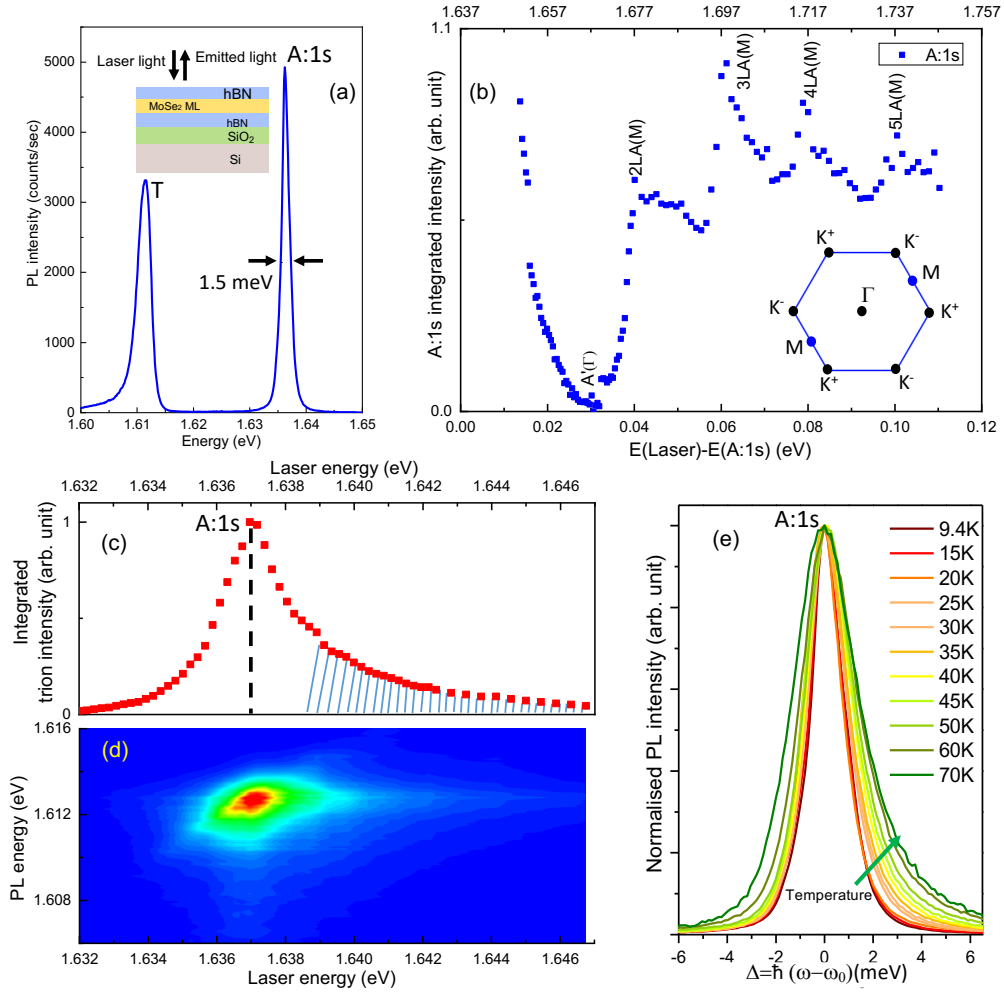 1.637 1.657 1.677 1.697 1.717 1.737 1.757
(a)
Laser light Emitted light A:1s
hBN
MoSe2 ML
hBN
SiO2
Si
T
1.5 meV
PL intensity (counts/sec)
5000
4000
3000
2000
1000
0
1.60 1.61 1.62 1.63 1.64 1.65
Energy (eV)
(b)
A:1s
A:1s integrated intensity (arb. unit)
1.1
0.0
A'(Γ)
2LA(M)
3LA(M)
4LA(M)
5LA(M)
K+ K-
M
K- Γ K+
M
K+ K-
0.00 0.02 0.04 0.06 0.08 0.10 0.12
E(Laser)-E(A:1s) (eV)
Laser energy (eV)
1.632 1.634 1.636 1.638 1.640 1.642 1.644 1.646
(c)
A:1s
Integrated
trion intensity (arb. unit)
1
0
(d)
PL energy (eV)
1.616
1.612
1.608
1.632 1.634 1.636 1.638 1.640 1.642 1.644 1.646
Laser energy (eV)
A:1s
(e)
Normalised PL intensity (arb. unit)
9.4K
15K
20K
25K
30K
35K
40K
45K
50K
60K
70K
Temperature
-6 -4 -2 0 2 4 6
Δ=ħ (ω−ω0)(meV)